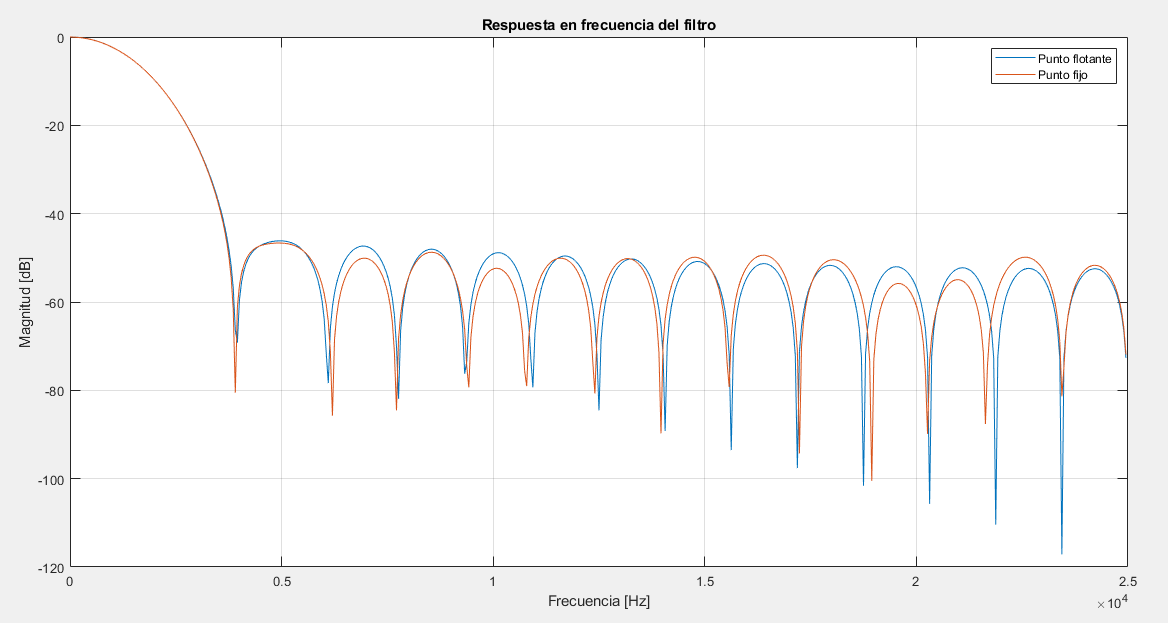 Respuesta en frecuencia del filtro
Punto flotante
Punto fijo
0
-20
-40
-60
-80
-100
-120
Magnitud [dB]
0
0.5
1
1.5
2
2.5
×10⁴
Frecuencia [Hz]